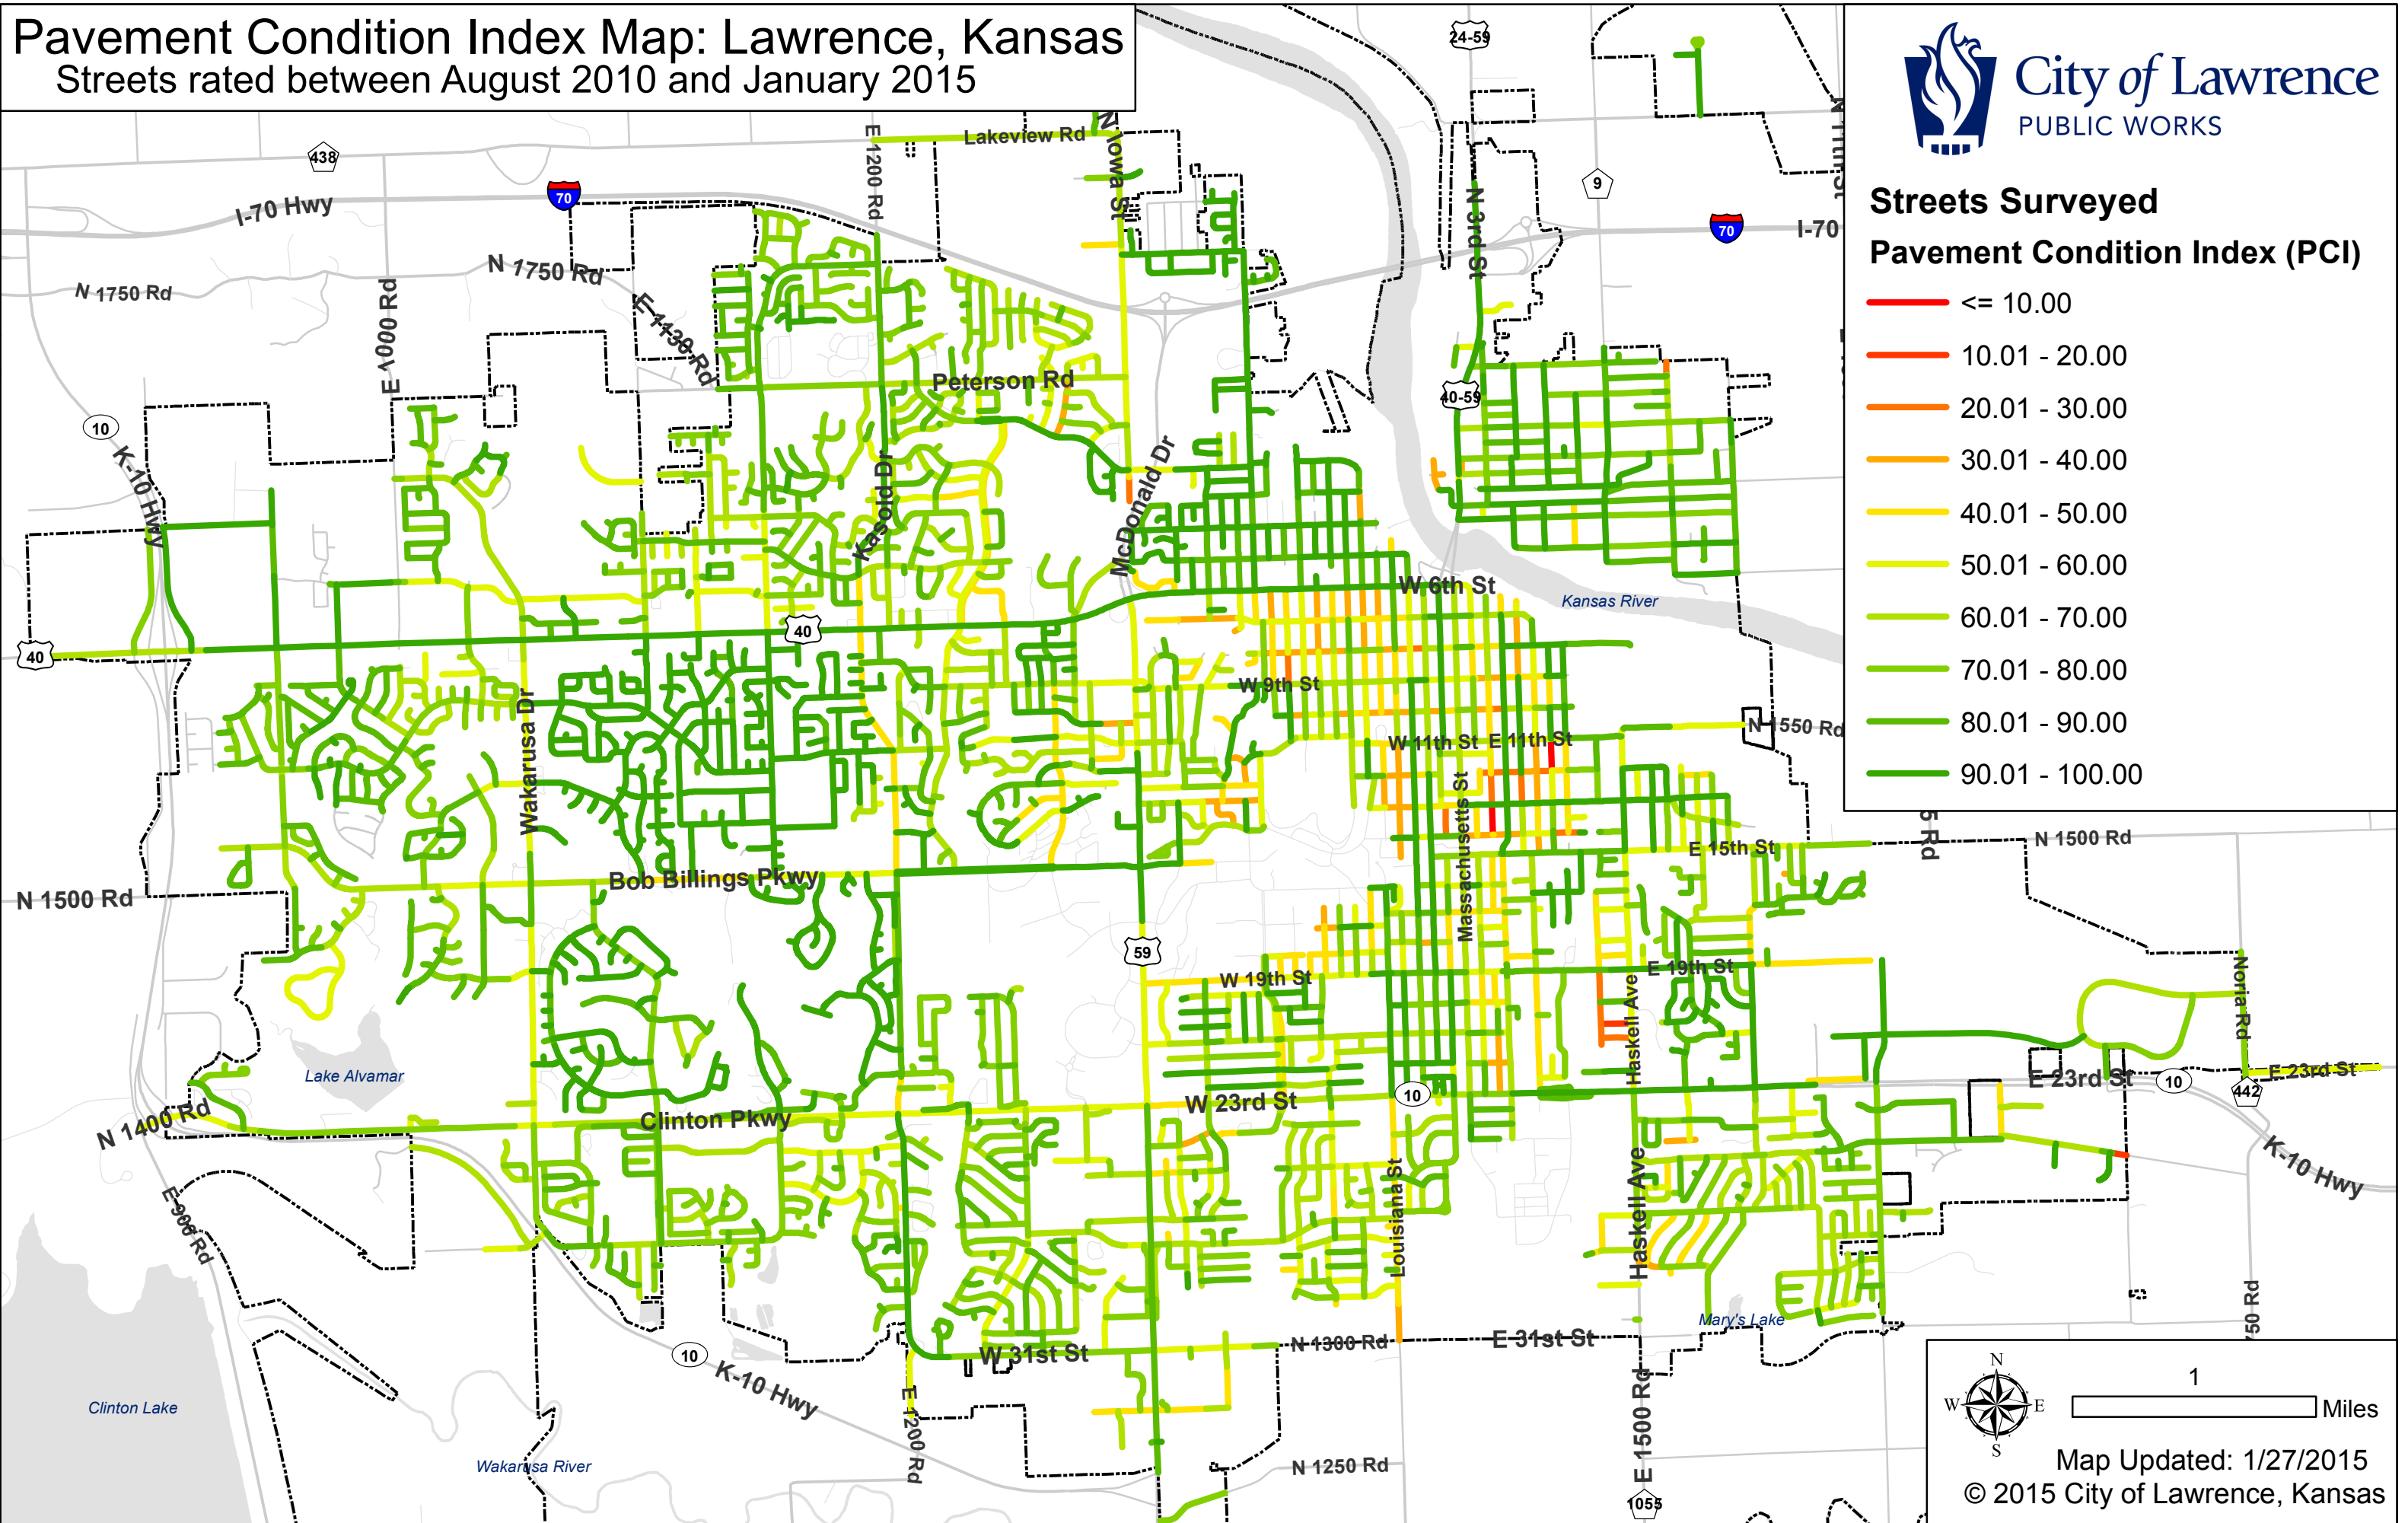 Pavement Condition Index Map: Lawrence, Kansas
Streets rated between August 2010 and January 2015
City of Lawrence
PUBLIC WORKS
Streets Surveyed
Pavement Condition Index (PCI)
<= 10.00
10.01 - 20.00
20.01 - 30.00
30.01 - 40.00
40.01 - 50.00
50.01 - 60.00
60.01 - 70.00
70.01 - 80.00
80.01 - 90.00
90.01 - 100.00
24-59
438
E 1200 Rd
Lakeview Rd
N Iowa St
70
I-70 Hwy
9
N 3rd St
70
I-70
N 1750 Rd
N 1750 Rd
E 1000 Rd
E 1430 Rd
Peterson Rd
40-59
10
K-10 Hwy
Kasold Dr
McDonald Dr
W 6th St
Kansas River
40
40
W 9th St
Wakarusa Dr
N 1550 Rd
W 11th St
E 11th St
Massachusetts St
5 Rd
N 1500 Rd
E 15th St
Bob Billings Pkwy
N 1500 Rd
59
W 19th St
E 19th St
Noria Rd
Haskell Ave
Lake Alvamar
E 23rd St
E 23rd St
10
442
10
W 23rd St
Clinton Pkwy
N 1400 Rd
K-10 Hwy
E 900 Rd
Louisiana St
Haskell Ave
Mary's Lake
750 Rd
N 1300 Rd
E 31st St
W 31st St
10
K-10 Hwy
Clinton Lake
E 1200 Rd
E 1500 Rd
Wakarusa River
N 1250 Rd
1055
N
W
E
S
1
Miles
Map Updated: 1/27/2015
© 2015 City of Lawrence, Kansas